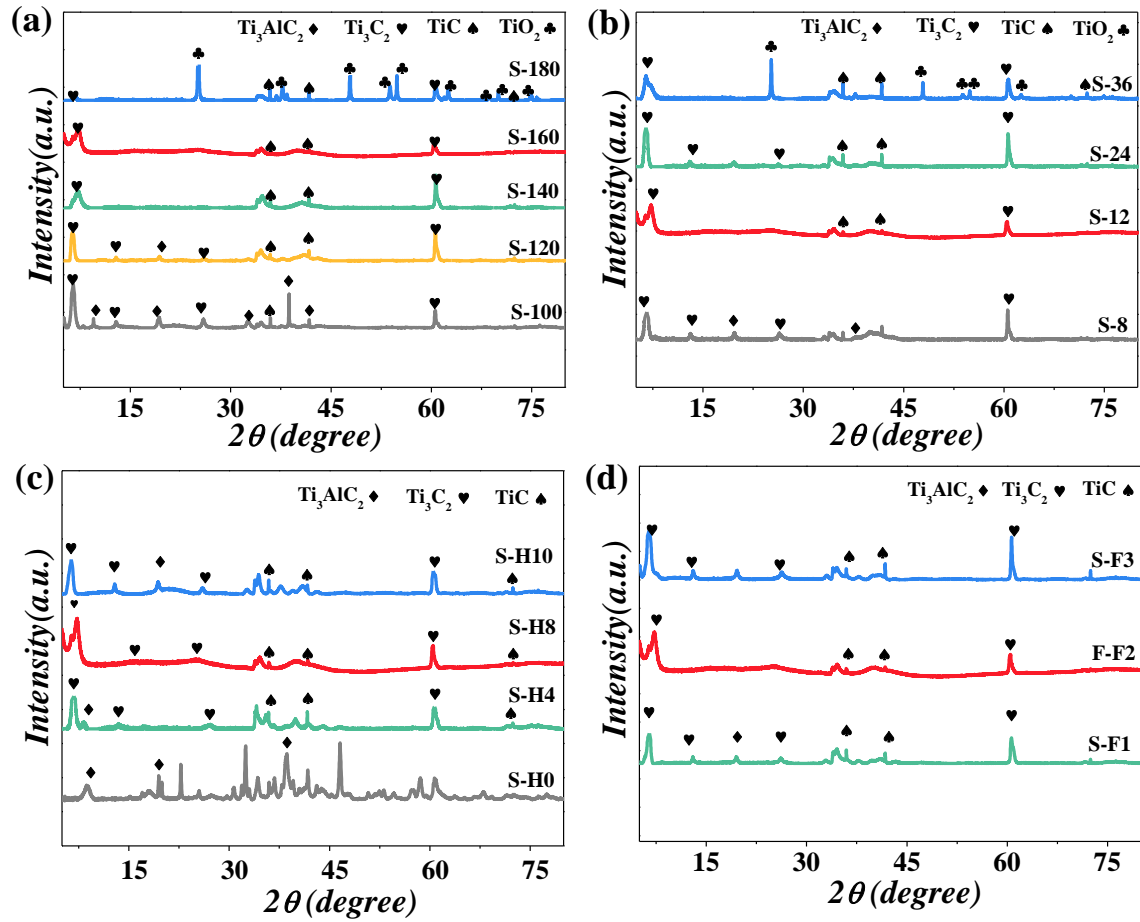 (a)
Ti₃AlC₂ ♦ Ti₃C₂ ♥ TiC ♠ TiO₂ ♣
S-180
S-160
S-140
S-120
S-100
Intensity(a.u.)
15 30 45 60 75
2θ (degree)
(b)
Ti₃AlC₂ ♦ Ti₃C₂ ♥ TiC ♠ TiO₂ ♣
S-36
S-24
S-12
S-8
Intensity(a.u.)
15 30 45 60 75
2θ (degree)
(c)
Ti₃AlC₂ ♦ Ti₃C₂ ♥ TiC ♠
S-H10
S-H8
S-H4
S-H0
Intensity(a.u.)
15 30 45 60 75
2θ (degree)
(d)
Ti₃AlC₂ ♦ Ti₃C₂ ♥ TiC ♠
S-F3
F-F2
S-F1
Intensity(a.u.)
15 30 45 60 75
2θ (degree)